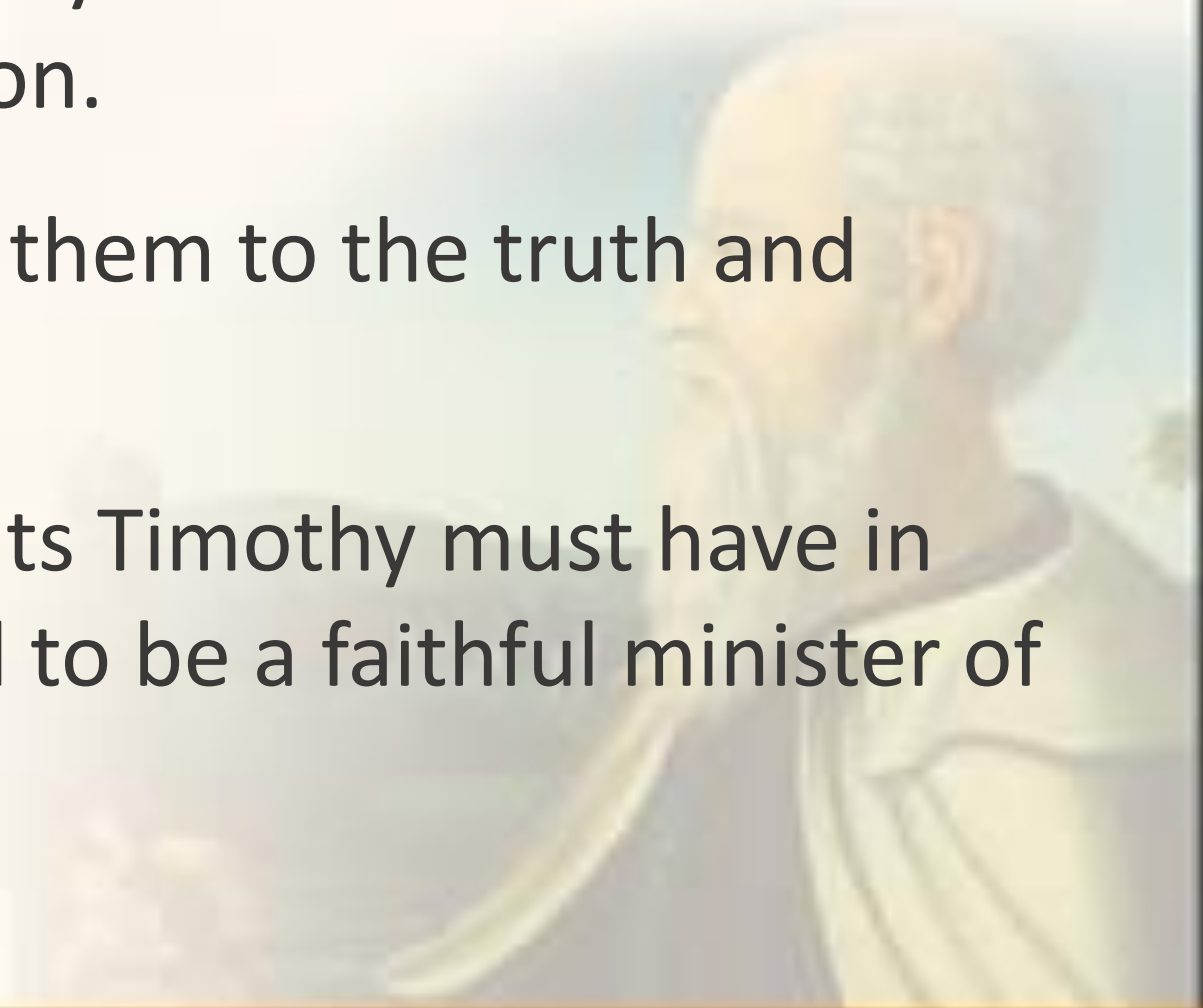 on.
them to the truth and
ts Timothy must have in
to be a faithful minister of